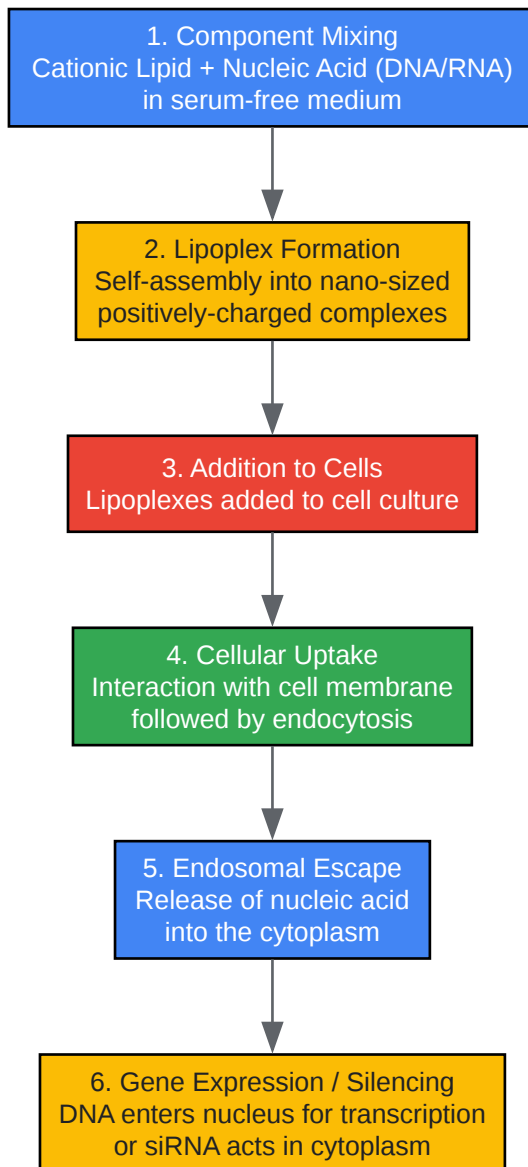 1. Component Mixing
Cationic Lipid + Nucleic Acid (DNA/RNA)
in serum-free medium
2. Lipoplex Formation
Self-assembly into nano-sized
positively-charged complexes
3. Addition to Cells
Lipoplexes added to cell culture
4. Cellular Uptake
Interaction with cell membrane
followed by endocytosis
5. Endosomal Escape
Release of nucleic acid
into the cytoplasm
6. Gene Expression / Silencing
DNA enters nucleus for transcription
or siRNA acts in cytoplasm